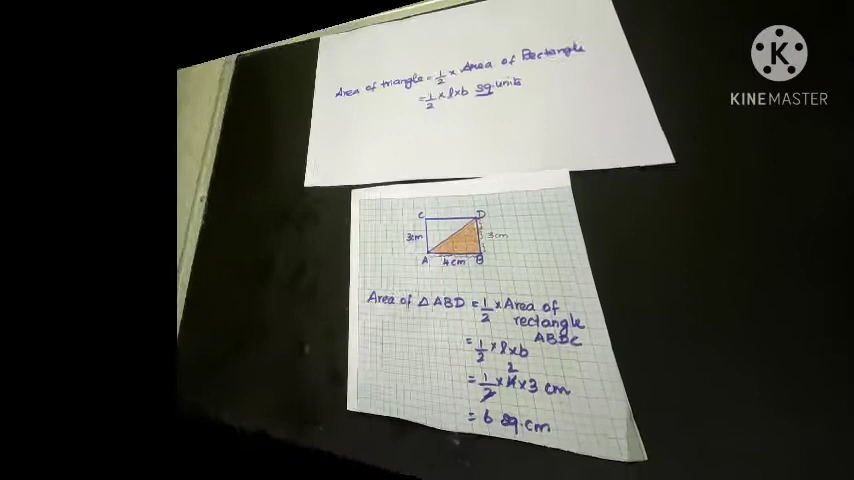 Area of triangle = 1/2 × Area of Rectangle
= 1/2 × l×b sq.units
C D
3cm 3cm
A 4cm B
Area of △ ABD = 1/2 × Area of
rectangle
ABDC
= 1/2 × l×b
2
= 1/2 × 4 × 3 cm
= 6 sq.cm
K
KINEMASTER